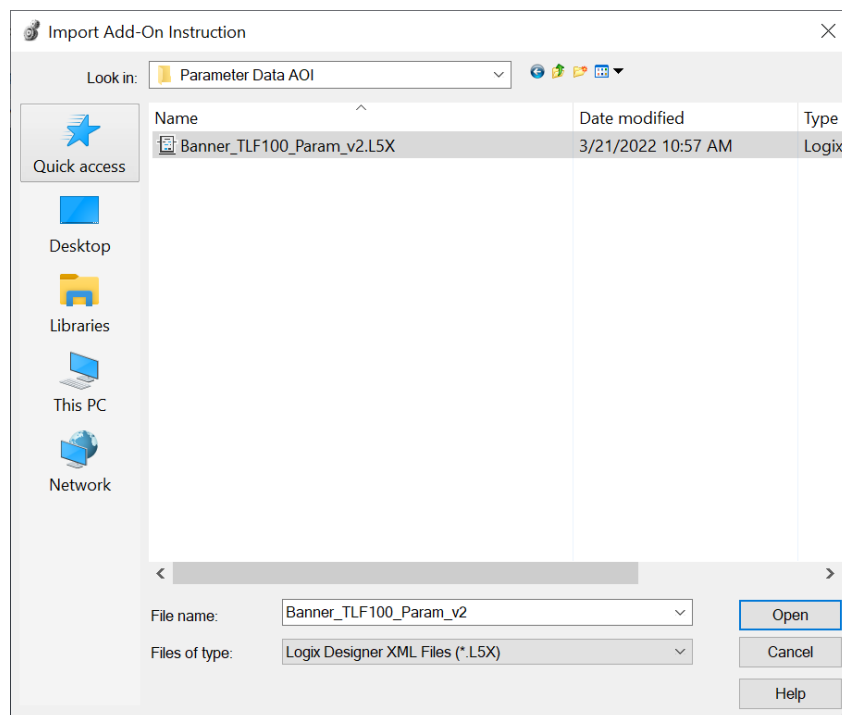 Import Add-On Instruction
Look in: Parameter Data AOI
Name Date modified Type
Banner_TLF100_Param_v2.L5X 3/21/2022 10:57 AM Logix
Quick access
Desktop
Libraries
This PC
Network
File name: Banner_TLF100_Param_v2 Open
Files of type: Logix Designer XML Files (*.L5X) Cancel
Help